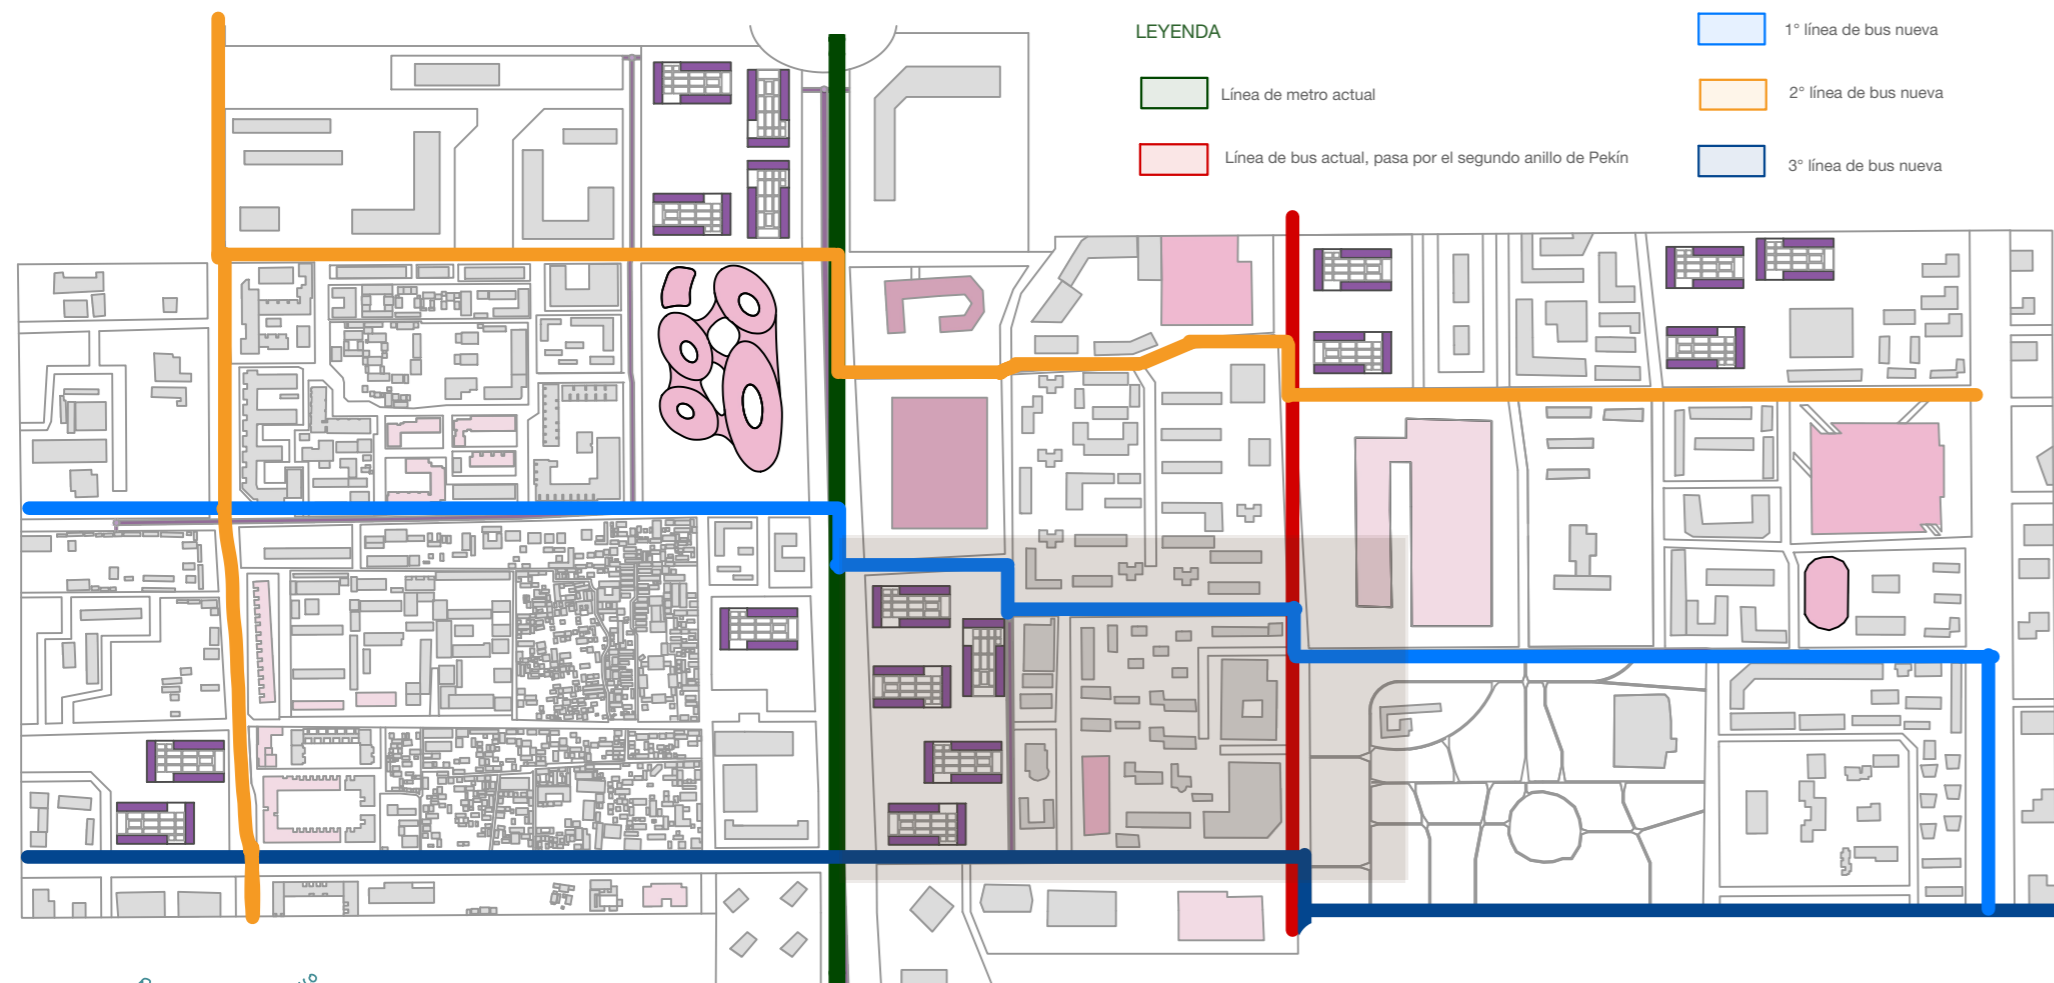 LEYENDA
Línea de metro actual
Línea de bus actual, pasa por el segundo anillo de Pekín
1° línea de bus nueva
2° línea de bus nueva
3° línea de bus nueva